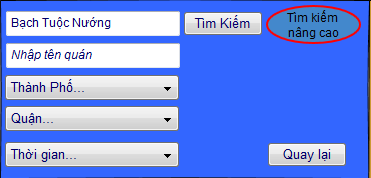 Bạch Tuộc Nướng
Tìm Kiếm
Tìm kiếm
nâng cao
Nhập tên quán
Thành Phố...
Quận...
Thời gian...
Quay lại